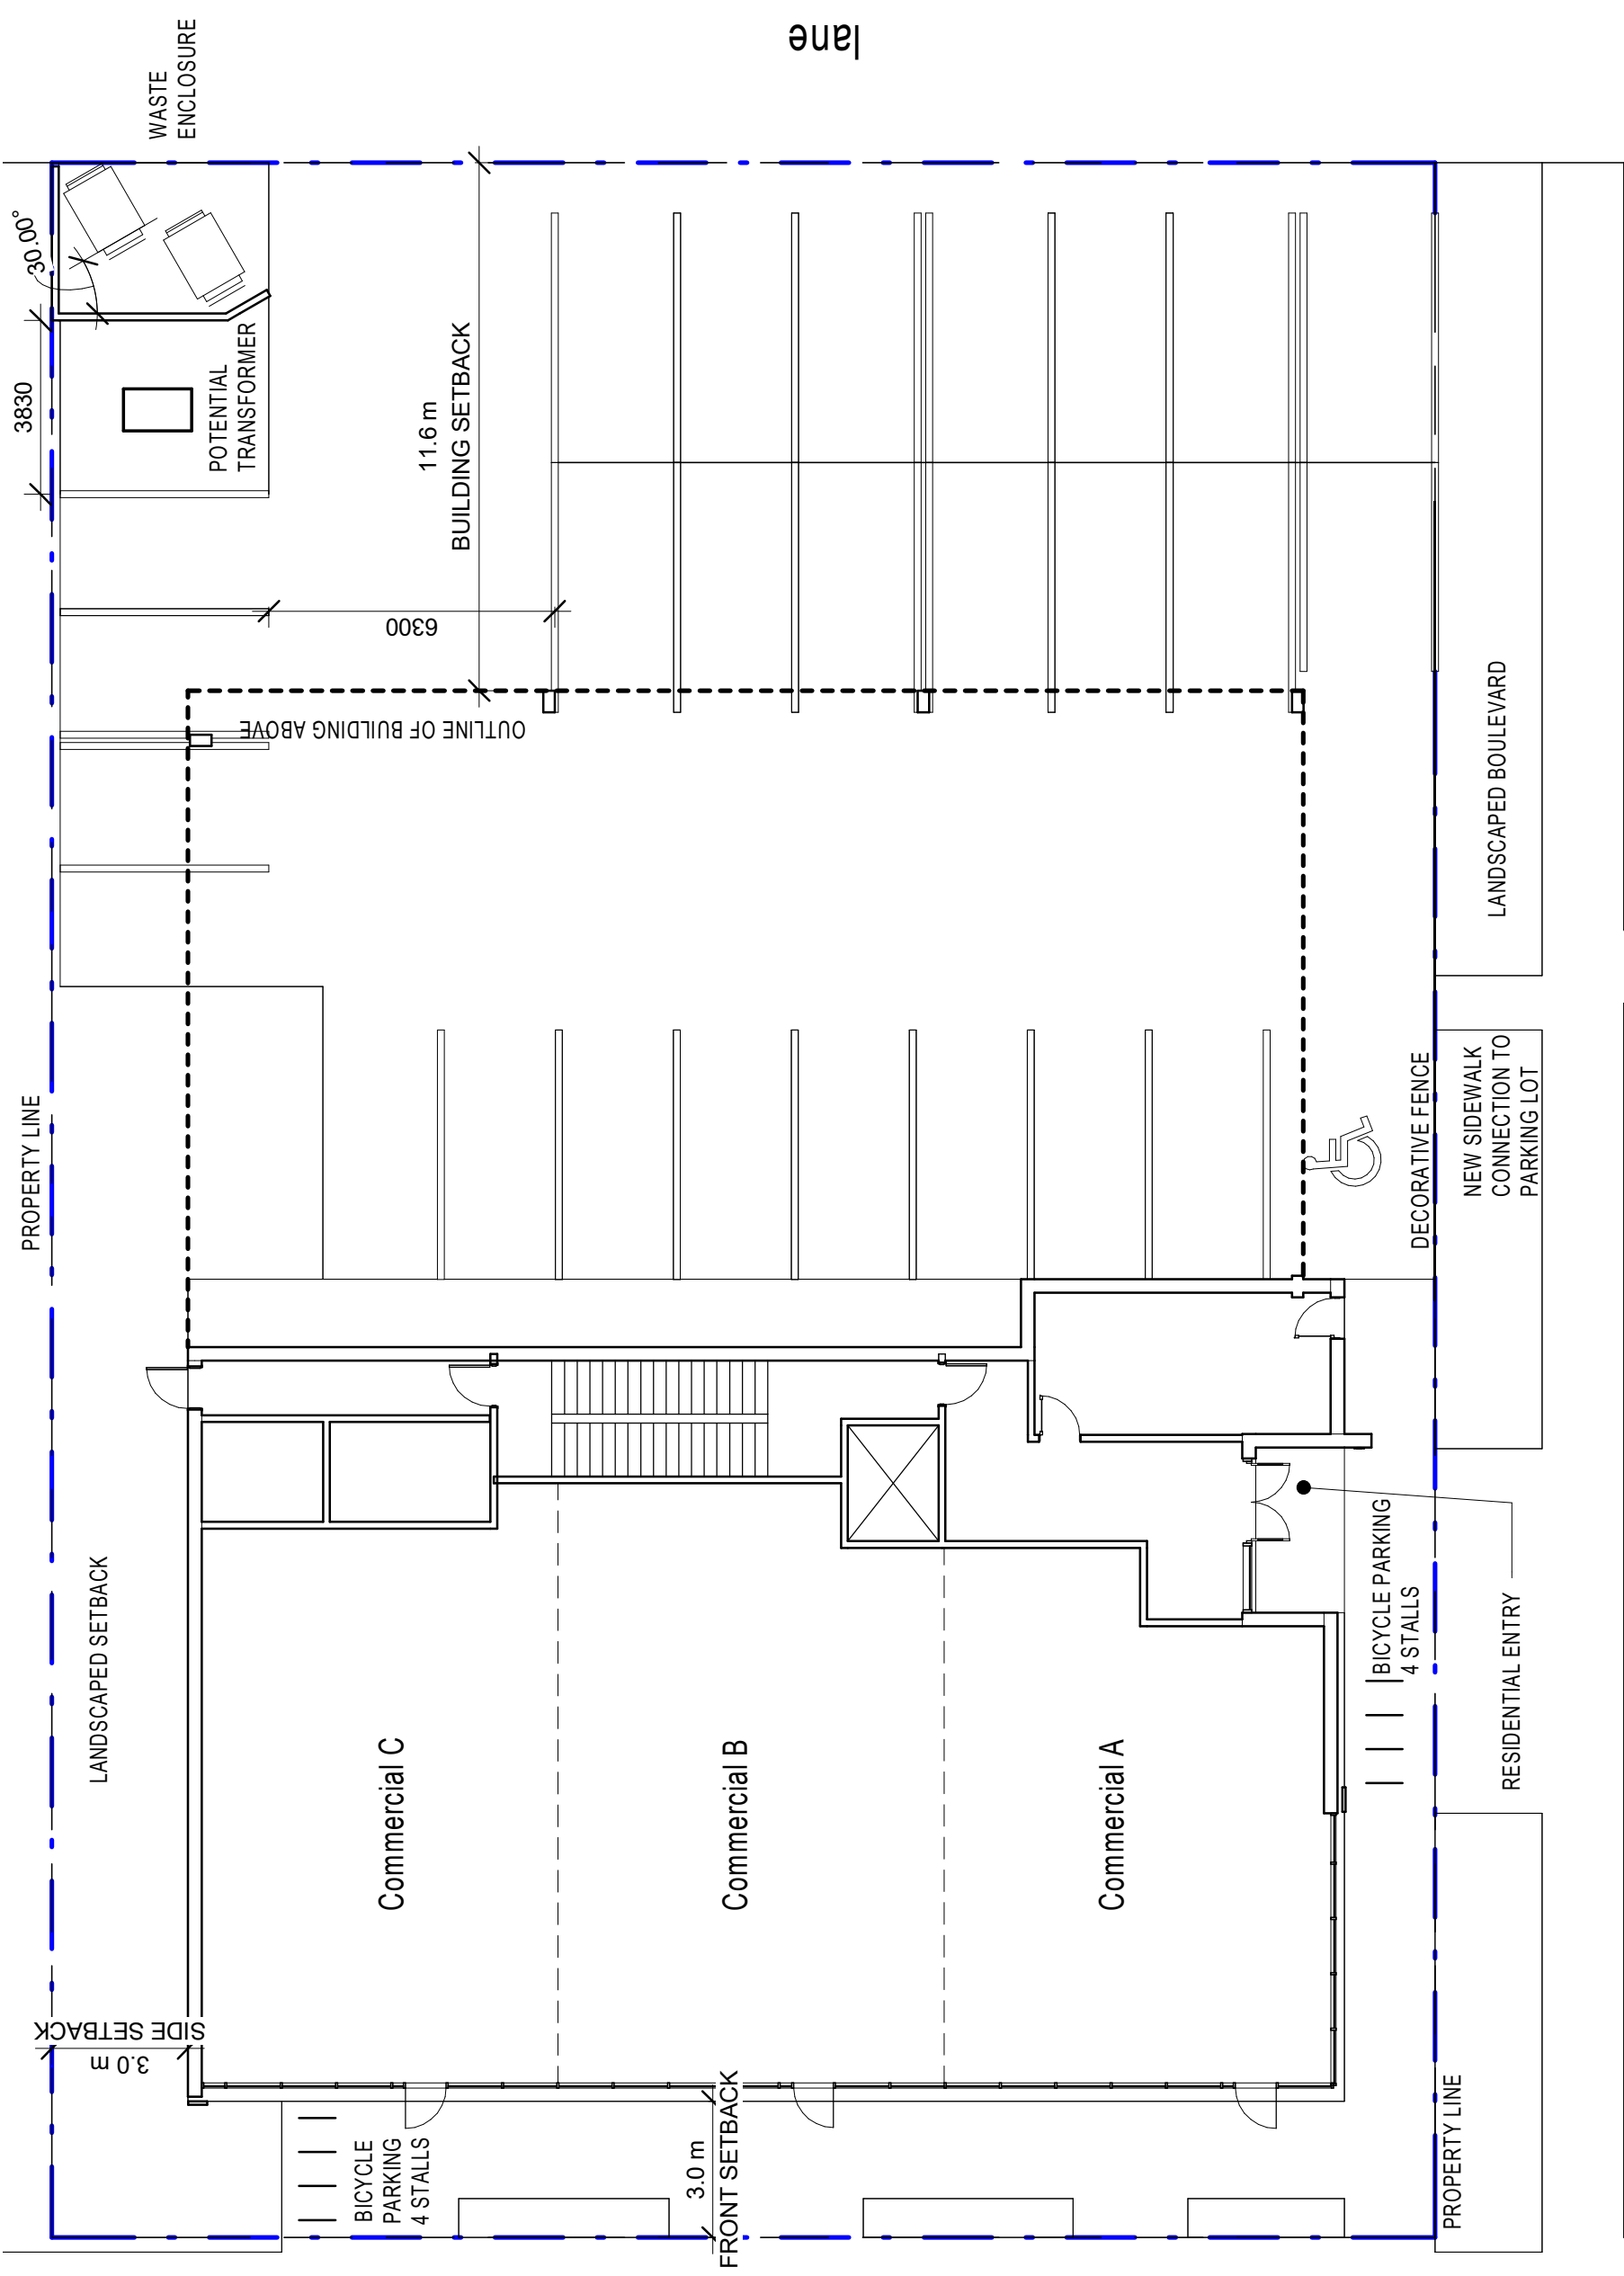 lane
WASTE
ENCLOSURE
30.00°
3830
POTENTIAL
TRANSFORMER
11.6 m
BUILDING SETBACK
6300
OUTLINE OF BUILDING ABOVE
LANDSCAPED BOULEVARD
PROPERTY LINE
DECORATIVE FENCE
NEW SIDEWALK
CONNECTION TO
PARKING LOT
LANDSCAPED SETBACK
BICYCLE PARKING
4 STALLS
RESIDENTIAL ENTRY
Commercial C
Commercial B
Commercial A
SIDE SETBACK
3.0 m
BICYCLE
PARKING
4 STALLS
3.0 m
FRONT SETBACK
PROPERTY LINE